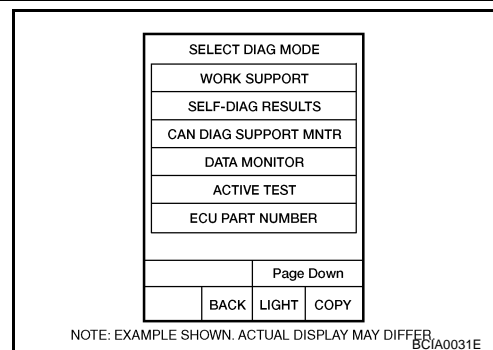 SELECT DIAG MODE
WORK SUPPORT
SELF-DIAG RESULTS
CAN DIAG SUPPORT MNTR
DATA MONITOR
ACTIVE TEST
ECU PART NUMBER
Page Down
BACK LIGHT COPY
NOTE: EXAMPLE SHOWN. ACTUAL DISPLAY MAY DIFFER
BCIA0031E